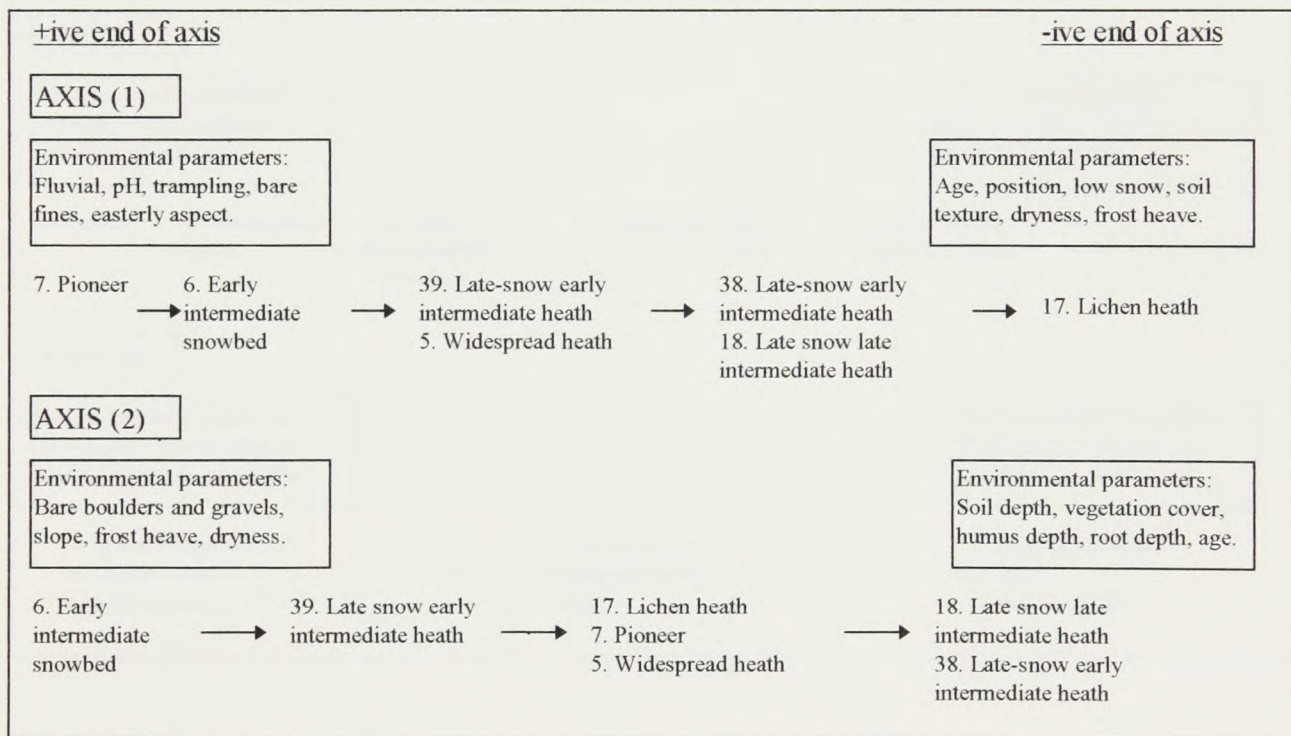 +ive end of axis
-ive end of axis
AXIS (1)
Environmental parameters:
Fluvial, pH, trampling, bare
fines, easterly aspect.
Environmental parameters:
Age, position, low snow, soil
texture, dryness, frost heave.
7. Pioneer
6. Early
intermediate
snowbed
39. Late-snow early
intermediate heath
5. Widespread heath
38. Late-snow early
intermediate heath
18. Late snow late
intermediate heath
17. Lichen heath
AXIS (2)
Environmental parameters:
Bare boulders and gravels,
slope, frost heave, dryness.
Environmental parameters:
Soil depth, vegetation cover,
humus depth, root depth, age.
6. Early
intermediate
snowbed
39. Late snow early
intermediate heath
17. Lichen heath
7. Pioneer
5. Widespread heath
18. Late snow late
intermediate heath
38. Late-snow early
intermediate heath